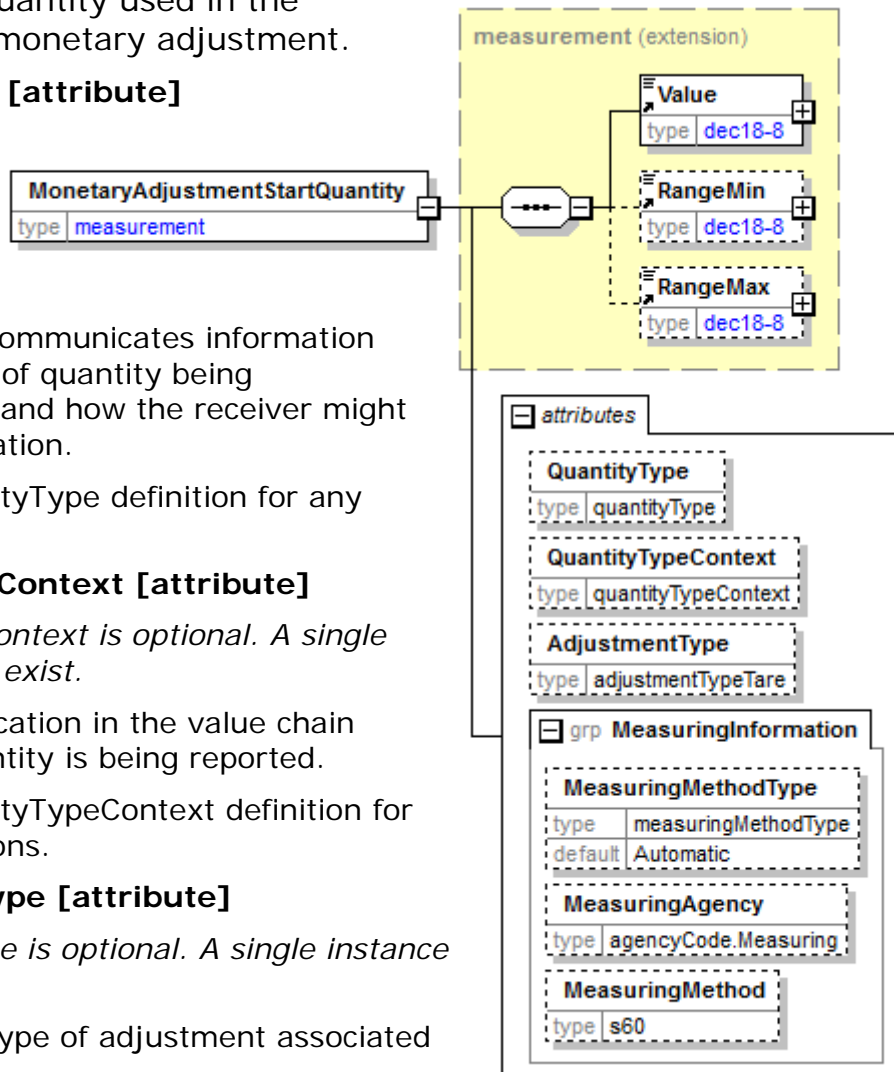 uantity used in the
monetary adjustment.
[attribute]
ommunicates information
of quantity being
and how the receiver might
ation.
tyType definition for any
Context [attribute]
ontext is optional. A single
exist.
cation in the value chain
ntity is being reported.
tyTypeContext definition for
ons.
ype [attribute]
e is optional. A single instance
ype of adjustment associated
MonetaryAdjustmentStartQuantity
type measurement
measurement (extension)
Value
type dec18-8
RangeMin
type dec18-8
RangeMax
type dec18-8
attributes
QuantityType
type quantityType
QuantityTypeContext
type quantityTypeContext
AdjustmentType
type adjustmentTypeTare
grp MeasuringInformation
MeasuringMethodType
type measuringMethodType
default Automatic
MeasuringAgency
type agencyCode.Measuring
MeasuringMethod
type s60